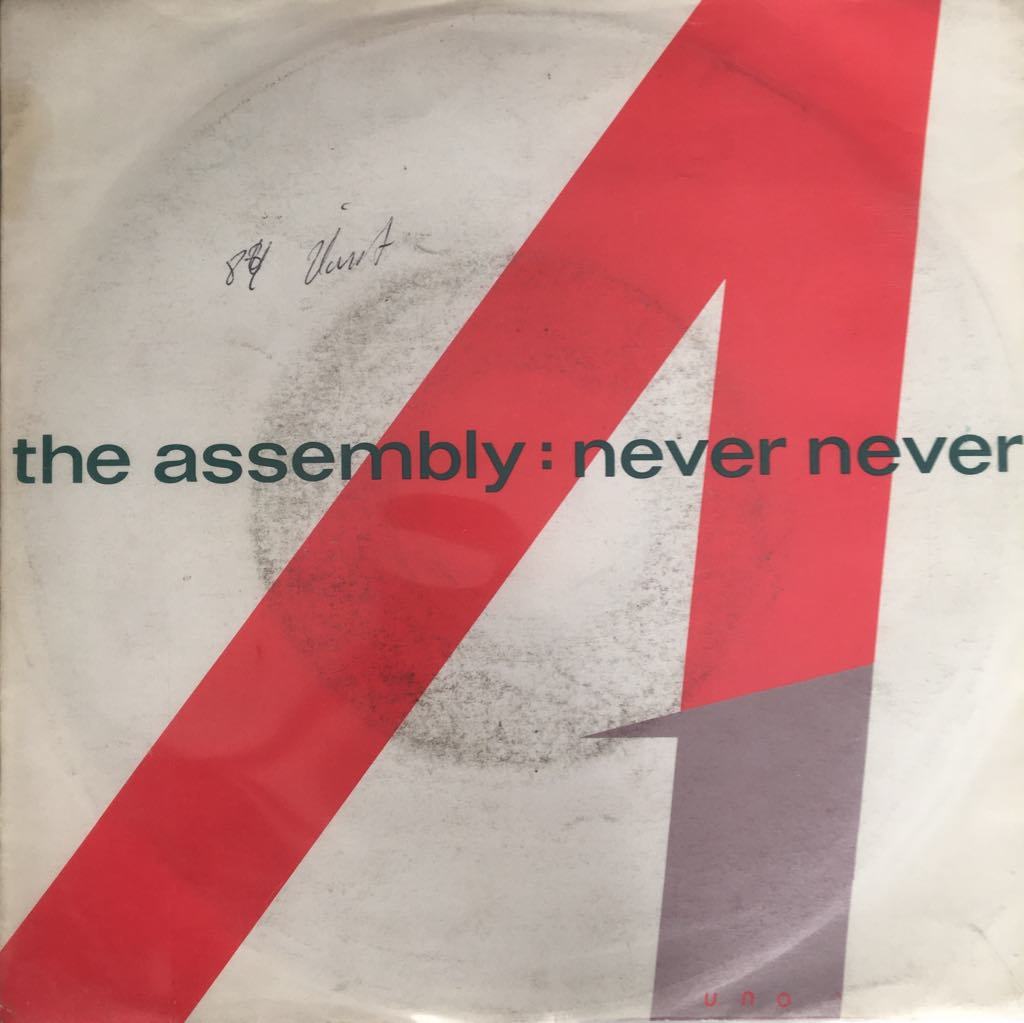 the assembly : never never
uno